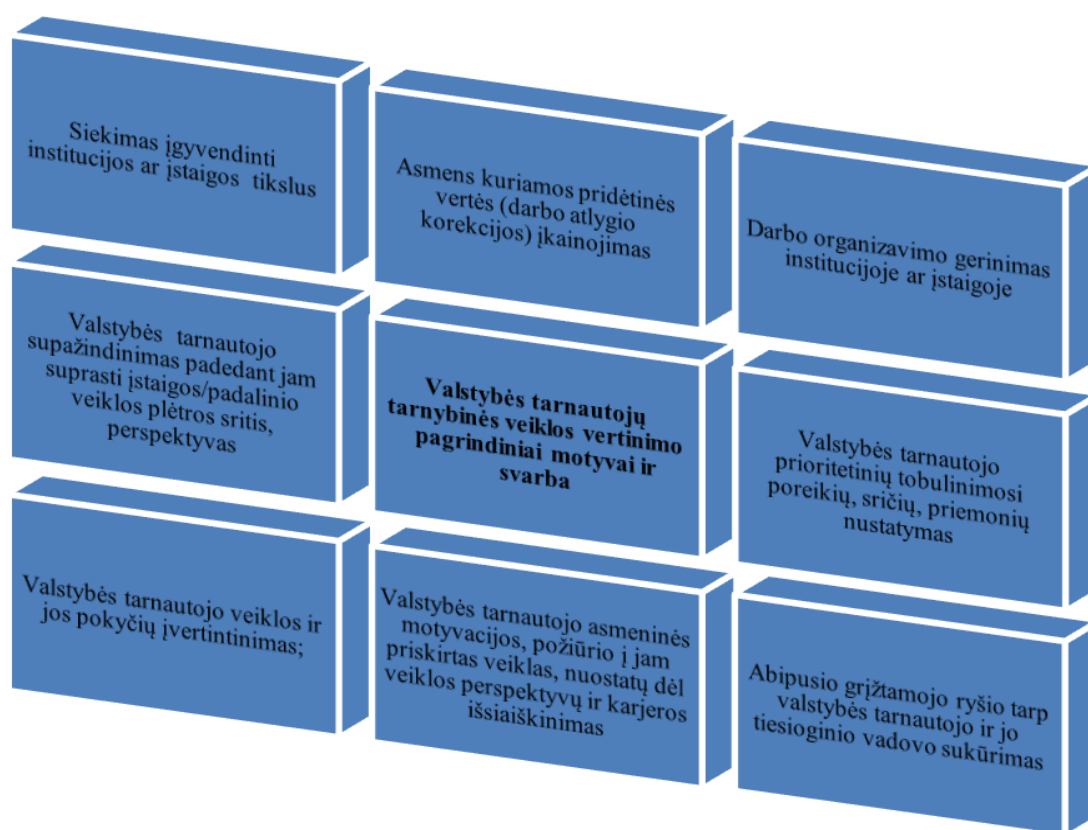 Siekimas įgyvendinti
institucijos ar įstaigos tikslus
Asmens kuriamos pridėtinės
vertės (darbo atlygio
korekcijos) įkainojimas
Darbo organizavimo gerinimas
institucijoje ar įstaigoje
Valstybės tarnautojo
supažindinimas padedant jam
suprasti įstaigos/padalinio
veiklos plėtros sritis,
perspektyvas
Valstybės tarnautojų
tarnybinės veiklos vertinimo
pagrindiniai motyvai ir
svarba
Valstybės tarnautojo
prioritetinių tobulinimosi
poreikių, sričių, priemonių
nustatymas
Valstybės tarnautojo veiklos ir
jos pokyčių įvertintinimas;
Valstybės tarnautojo asmeninės
motyvacijos, požiūrio į jam
priskirtas veiklas, nuostatų dėl
veiklos perspektyvų ir karjeros
išsiaiškinimas
Abipusio grįžtamojo ryšio tarp
valstybės tarnautojo ir jo
tiesioginio vadovo sukūrimas